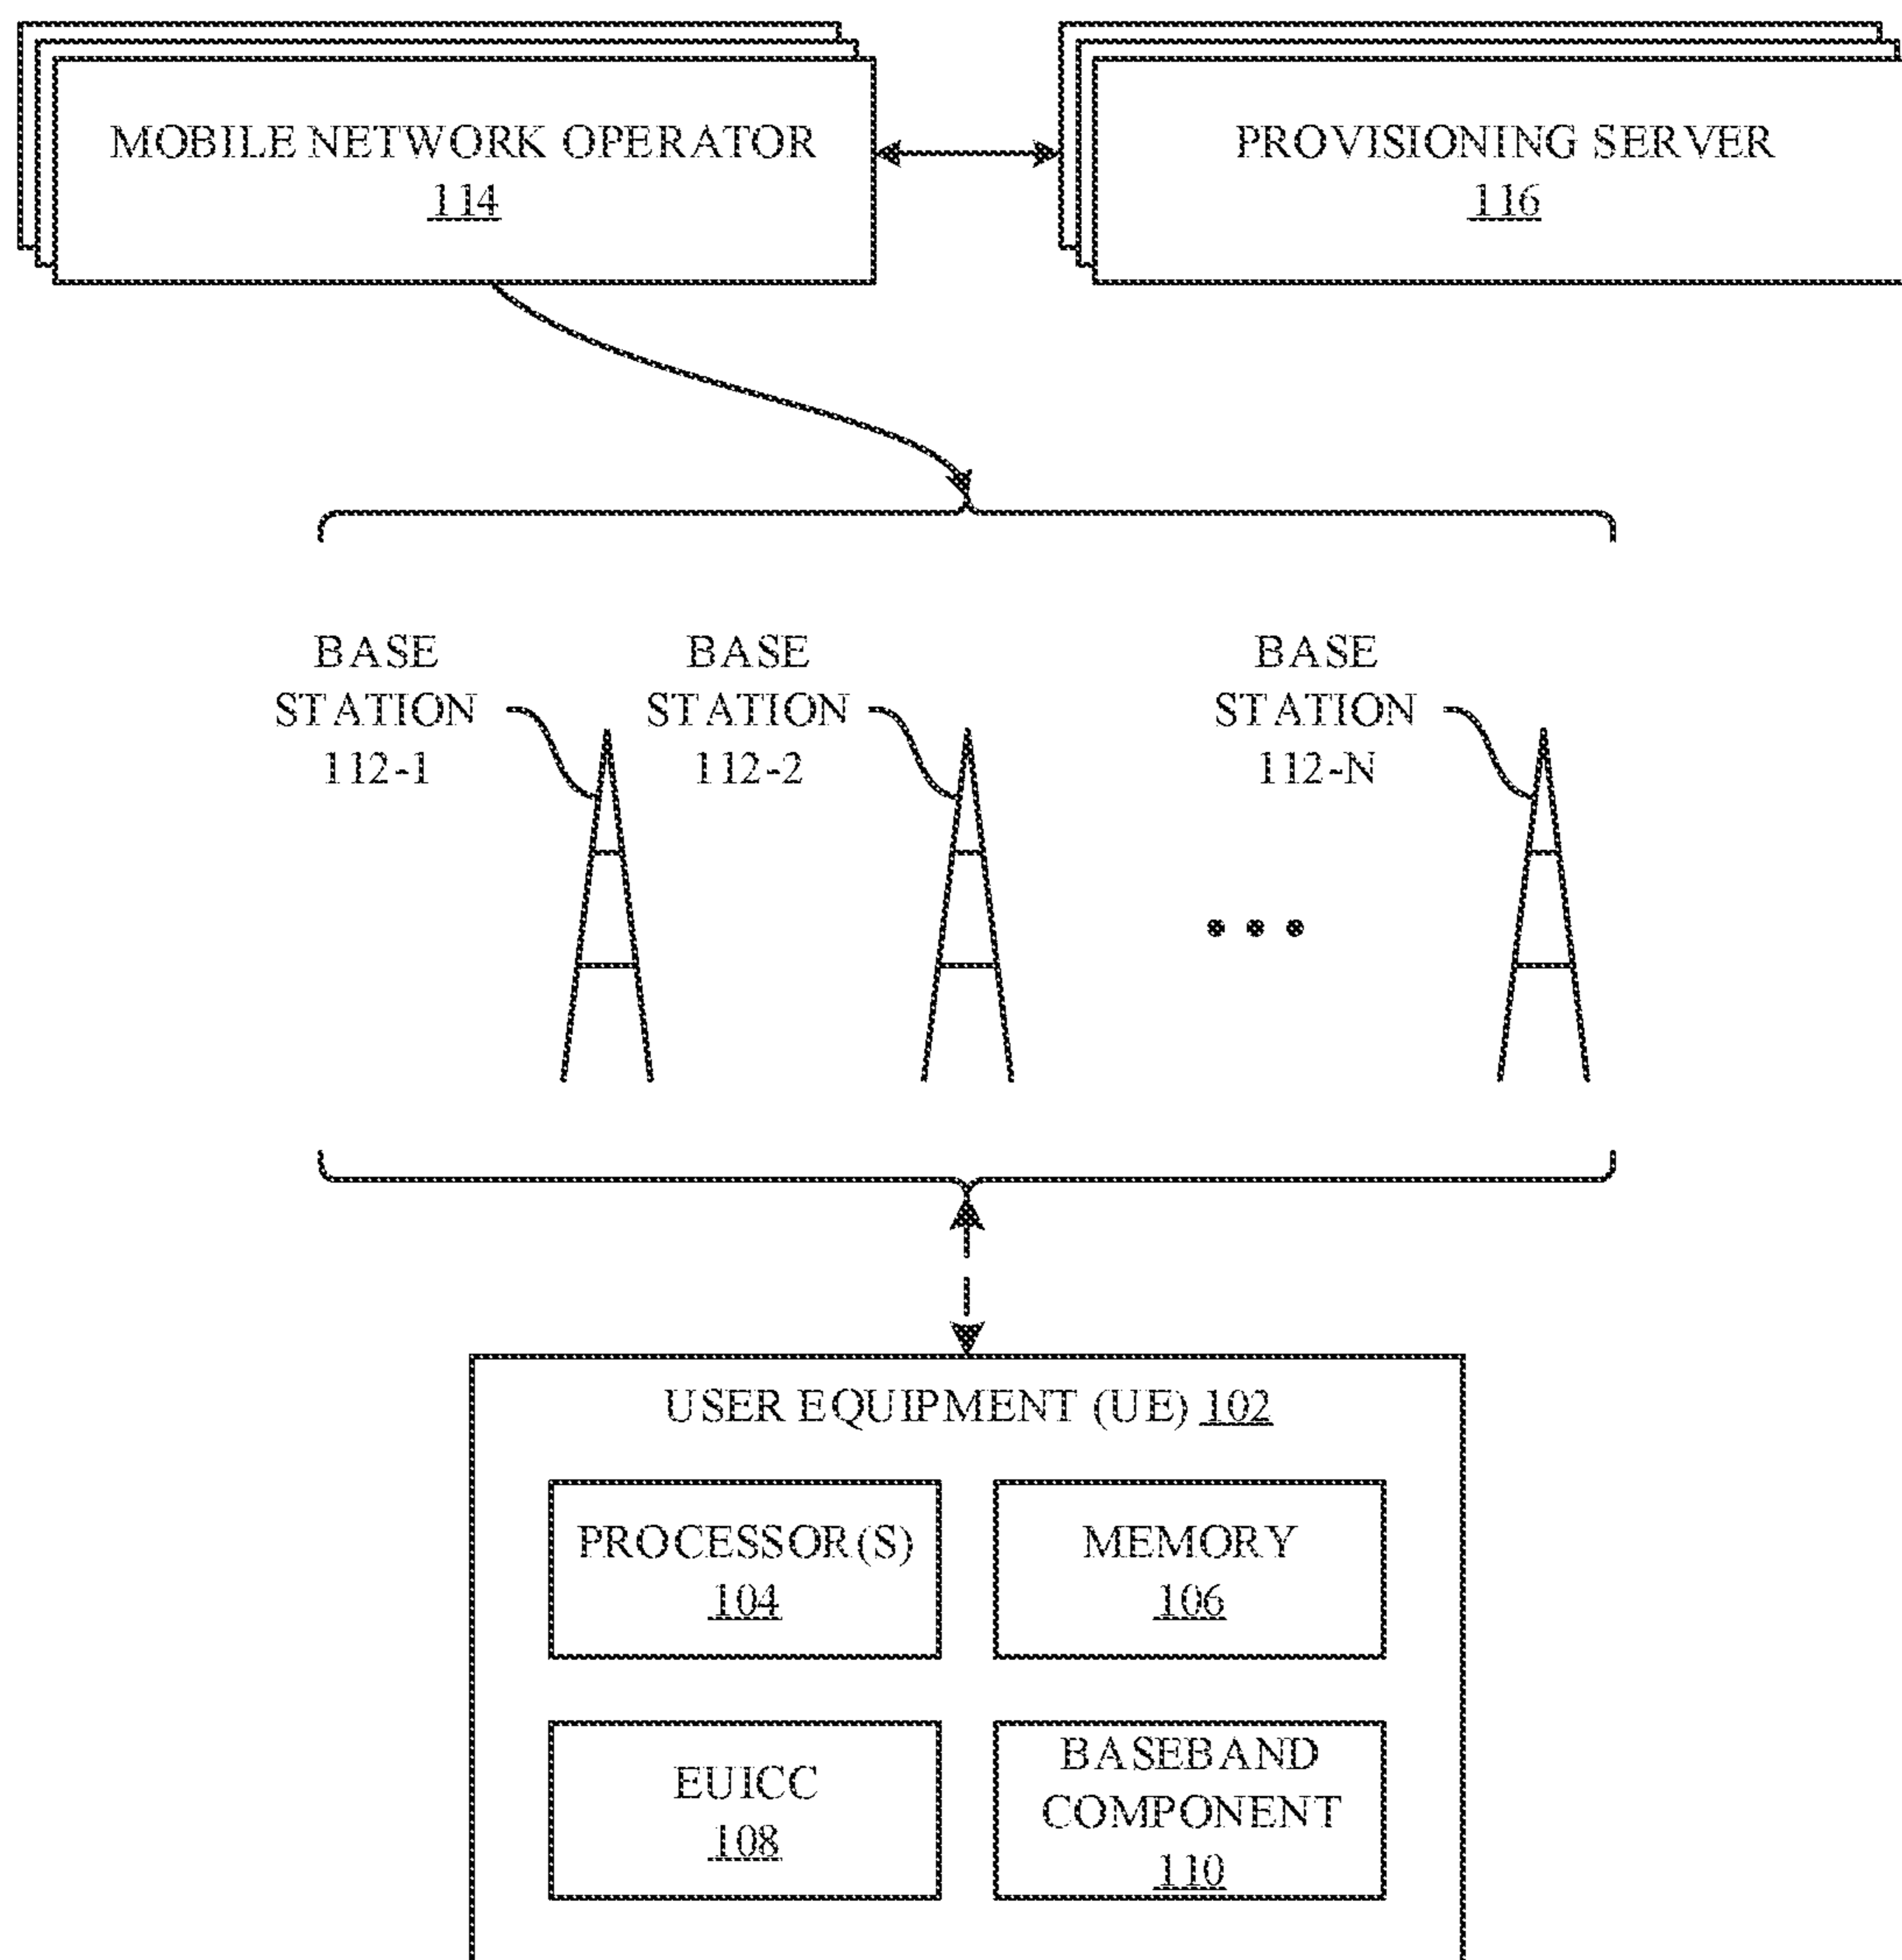 MOBILE NETWORK OPERATOR
114
PROVISIONING SERVER
116
BASE
STATION
112-1
BASE
STATION
112-2
BASE
STATION
112-N
USER EQUIPMENT (UE) 102
PROCESSOR(S)
104
MEMORY
106
EUICC
108
BASEBAND
COMPONENT
110